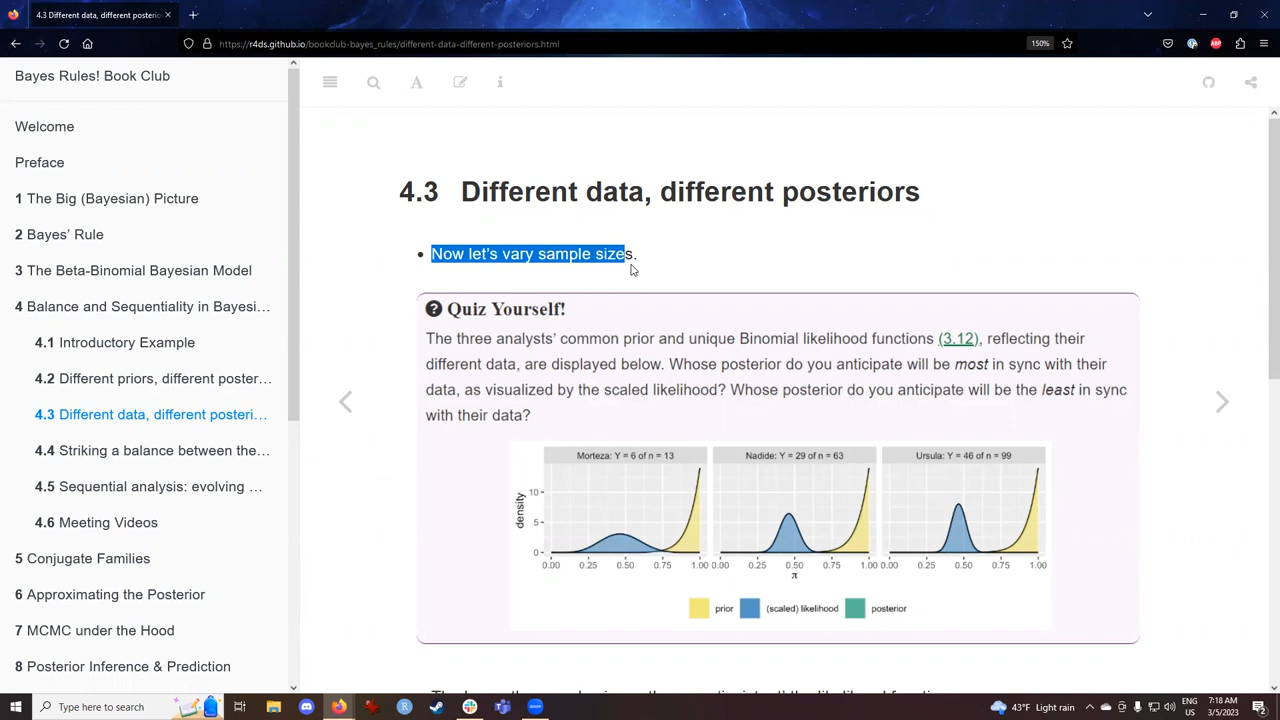 4.3 Different data, different posterio
https://r4ds.github.io/bookclub-bayes_rules/different-data-different-posteriors.html
150%
ABP
Bayes Rules! Book Club
Welcome
Preface
1 The Big (Bayesian) Picture
2 Bayes' Rule
3 The Beta-Binomial Bayesian Model
4 Balance and Sequentiality in Bayesi...
4.1 Introductory Example
4.2 Different priors, different poster...
4.3 Different data, different posteri...
4.4 Striking a balance between the...
4.5 Sequential analysis: evolving ...
4.6 Meeting Videos
5 Conjugate Families
6 Approximating the Posterior
7 MCMC under the Hood
8 Posterior Inference & Prediction
4.3 Different data, different posteriors
• Now let's vary sample sizes.
Quiz Yourself!
The three analysts' common prior and unique Binomial likelihood functions (3.12), reflecting their
different data, are displayed below. Whose posterior do you anticipate will be most in sync with their
data, as visualized by the scaled likelihood? Whose posterior do you anticipate will be the least in sync
with their data?
Morteza: Y = 6 of n = 13
Nadide: Y = 29 of n = 63
Ursula: Y = 46 of n = 99
density
10
5
0
0.00 0.25 0.50 0.75 1.00 0.00 0.25 0.50 0.75 1.00 0.00 0.25 0.50 0.75 1.00
π
prior (scaled) likelihood posterior
Type here to search
43°F Light rain
ENG
US
7:18 AM
3/5/2023